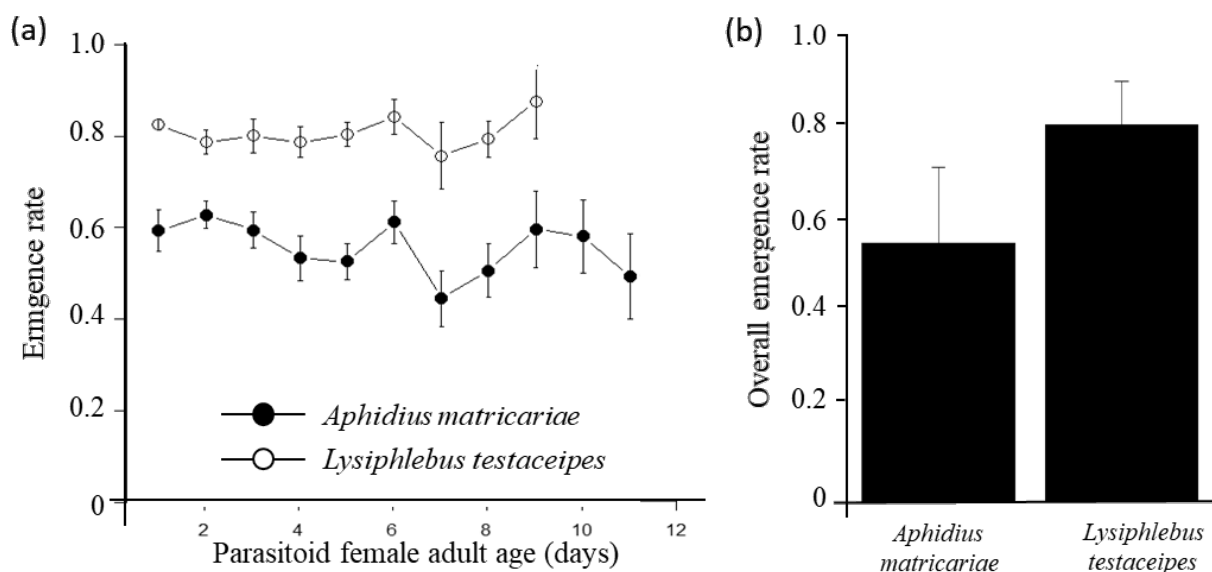 (a)
1.0
0.8
0.6
0.4
0.2
0
Ermgence rate
Aphidius matricariae
Lysiphlebus testaceipes
2 4 6 8 10 12
Parasitoid female adult age (days)
(b)
1.0
0.8
0.6
0.4
0.2
0
Overall emergence rate
Aphidius
matricariae
Lysiphlebus
testaceipes